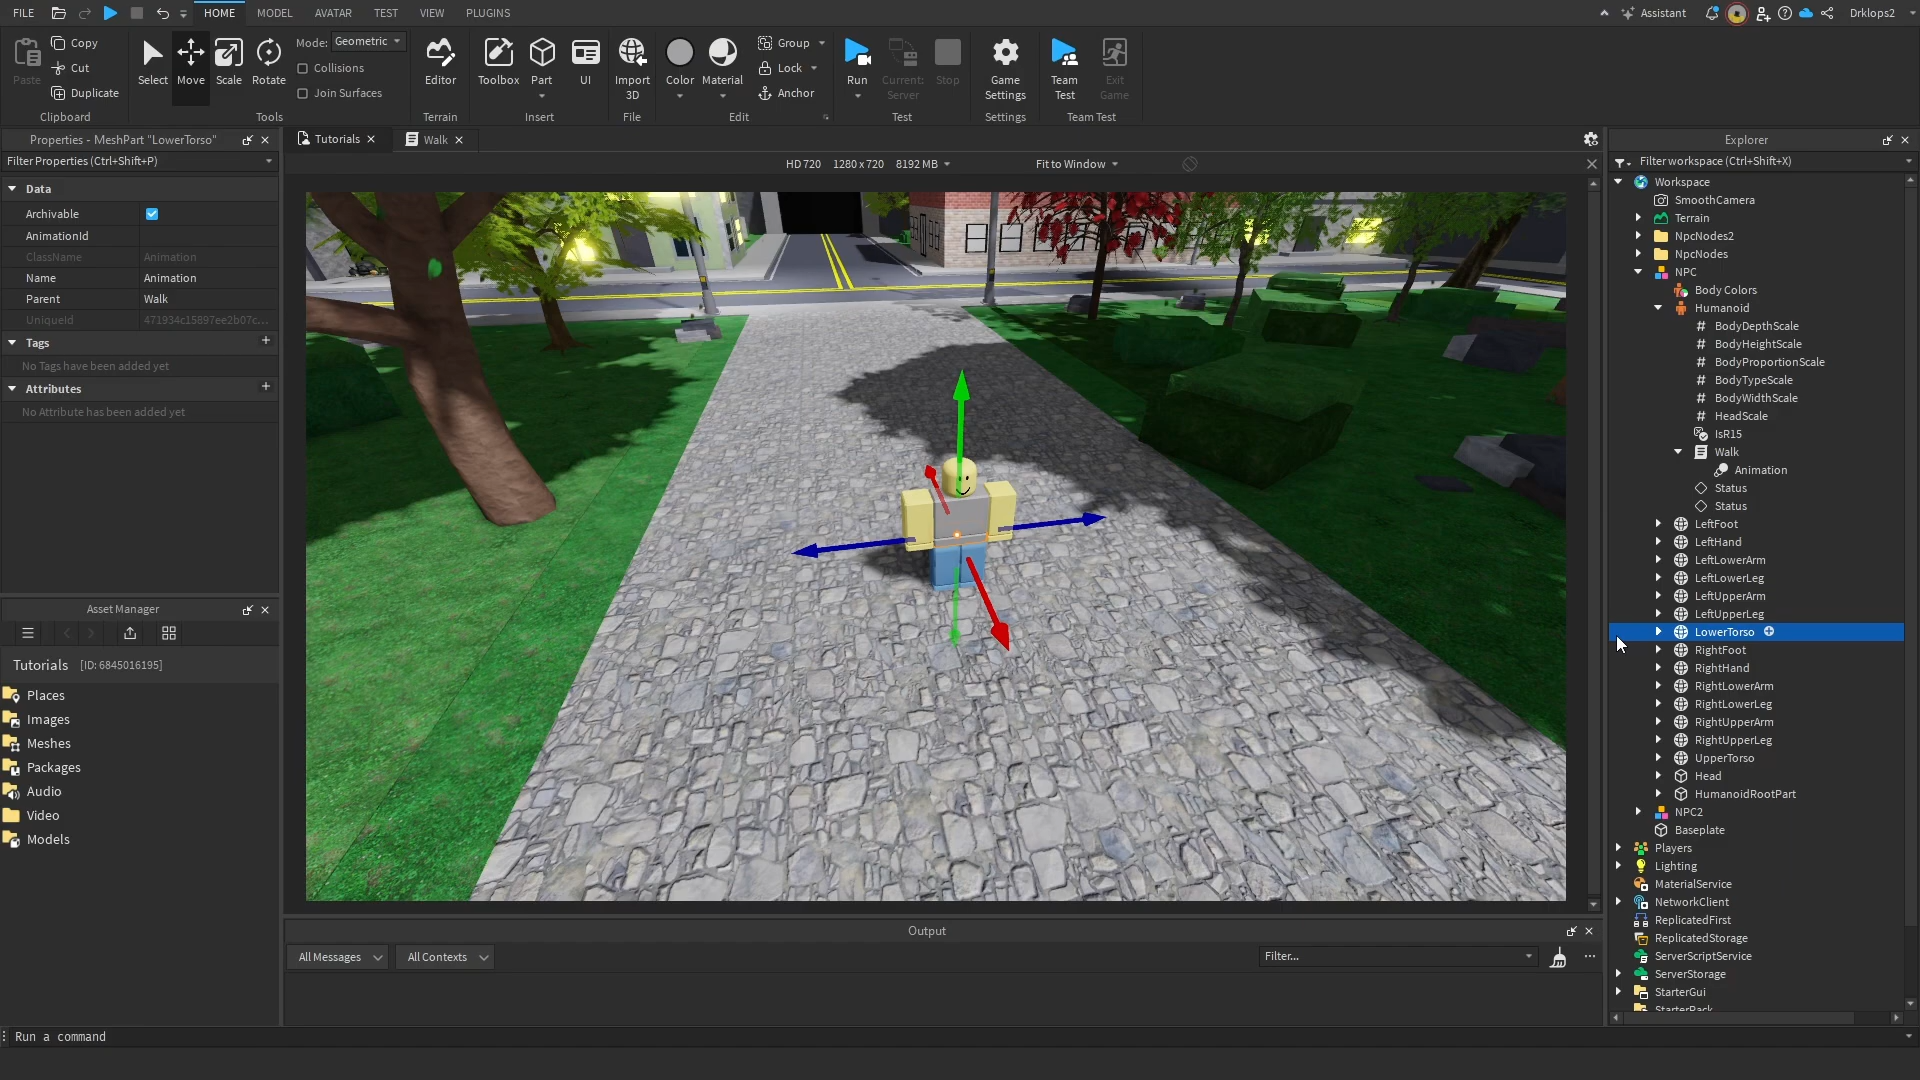 FILE
HOME
MODEL
AVATAR
TEST
VIEW
PLUGINS
Assistant
Drklops2
Paste
Copy
Cut
Duplicate
Clipboard
Select
Move
Scale
Rotate
Mode:
Geometric
Collisions
Join Surfaces
Tools
Editor
Terrain
Toolbox
Part
UI
Insert
Import
3D
File
Color
Material
Group
Lock
Anchor
Edit
Run
Current:
Server
Stop
Test
Game
Settings
Settings
Team
Test
Exit
Game
Team Test
Properties - MeshPart "LowerTorso"
Filter Properties (Ctrl+Shift+P)
Data
Archivable
AnimationId
ClassName Animation
Name Animation
Parent Walk
UniqueId 471934c15897ee2b07c...
Tags
No Tags have been added yet
Attributes
No Attribute has been added yet
Asset Manager
Tutorials [ID: 6845016195]
Places
Images
Meshes
Packages
Audio
Video
Models
Tutorials
Walk
HD 720 1280 x 720 8192 MB
Fit to Window
Output
All Messages
All Contexts
Filter...
Run a command
Explorer
Filter workspace (Ctrl+Shift+X)
Workspace
SmoothCamera
Terrain
NpcNodes2
NpcNodes
NPC
Body Colors
Humanoid
BodyDepthScale
BodyHeightScale
BodyProportionScale
BodyTypeScale
BodyWidthScale
HeadScale
IsR15
Walk
Animation
Status
Status
LeftFoot
LeftHand
LeftLowerArm
LeftLowerLeg
LeftUpperArm
LeftUpperLeg
LowerTorso
RightFoot
RightHand
RightLowerArm
RightLowerLeg
RightUpperArm
RightUpperLeg
UpperTorso
Head
HumanoidRootPart
NPC2
Baseplate
Players
Lighting
MaterialService
NetworkClient
ReplicatedFirst
ReplicatedStorage
ServerScriptService
ServerStorage
StarterGui
StarterPack